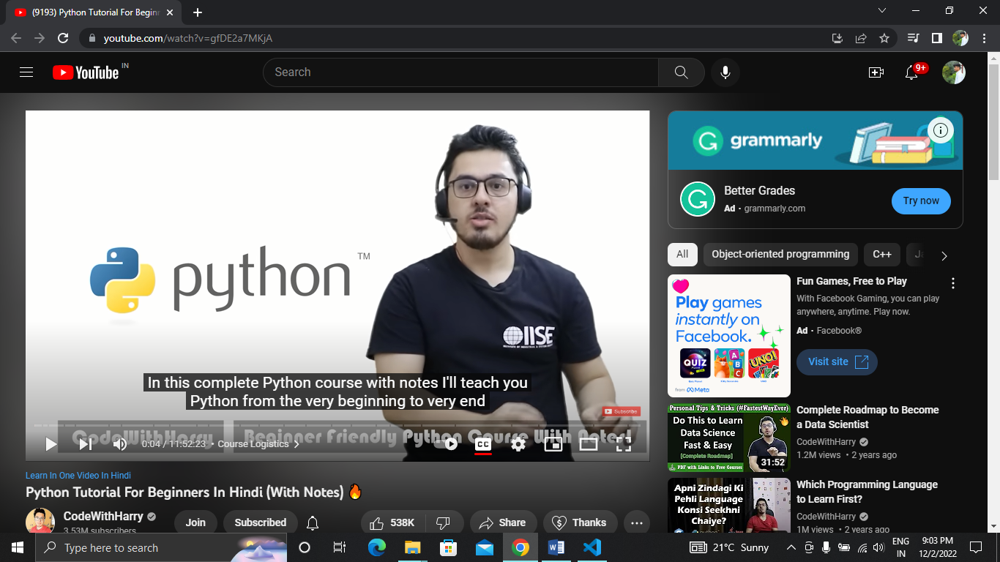 (9193) Python Tutorial For Beginn
youtube.com/watch?v=gfDE2a7MKjA
YouTube IN
Search
9+
python TM
IISE
In this complete Python course with notes I'll teach you
Python from the very beginning to very end
Subscribe
CodeWithHarry
Beginner Friendly Python Course With Notes
0:04 / 11:52:23 • Course Logistics
CC
Learn In One Video In Hindi
Python Tutorial For Beginners In Hindi (With Notes) 🔥
CodeWithHarry
3.53M subscribers
Join
Subscribed
538K
Share
Thanks
grammarly
Better Grades
Ad • grammarly.com
Try now
All
Object-oriented programming
C++
Play games
instantly on
Facebook.
QUIZ
A
B
C
UNO!
from Meta
Fun Games, Free to Play
With Facebook Gaming, you can play
anywhere, anytime. Play now.
Ad • Facebook®
Visit site
Personal Tips & Tricks (#FastestWayEver)
Do This to Learn
Data Science
Fast & Easy
[Complete Roadmap]
PDF with Links to Free Courses
31:52
Complete Roadmap to Become
a Data Scientist
CodeWithHarry
1.2M views • 2 years ago
Apni Zindagi Ki
Pehli Language
Konsi Seekhni
Chaiye?
Which Programming Language
to Learn First?
CodeWithHarry
1M views • 2 years ago
Type here to search
21°C Sunny
ENG
IN
9:03 PM
12/2/2022